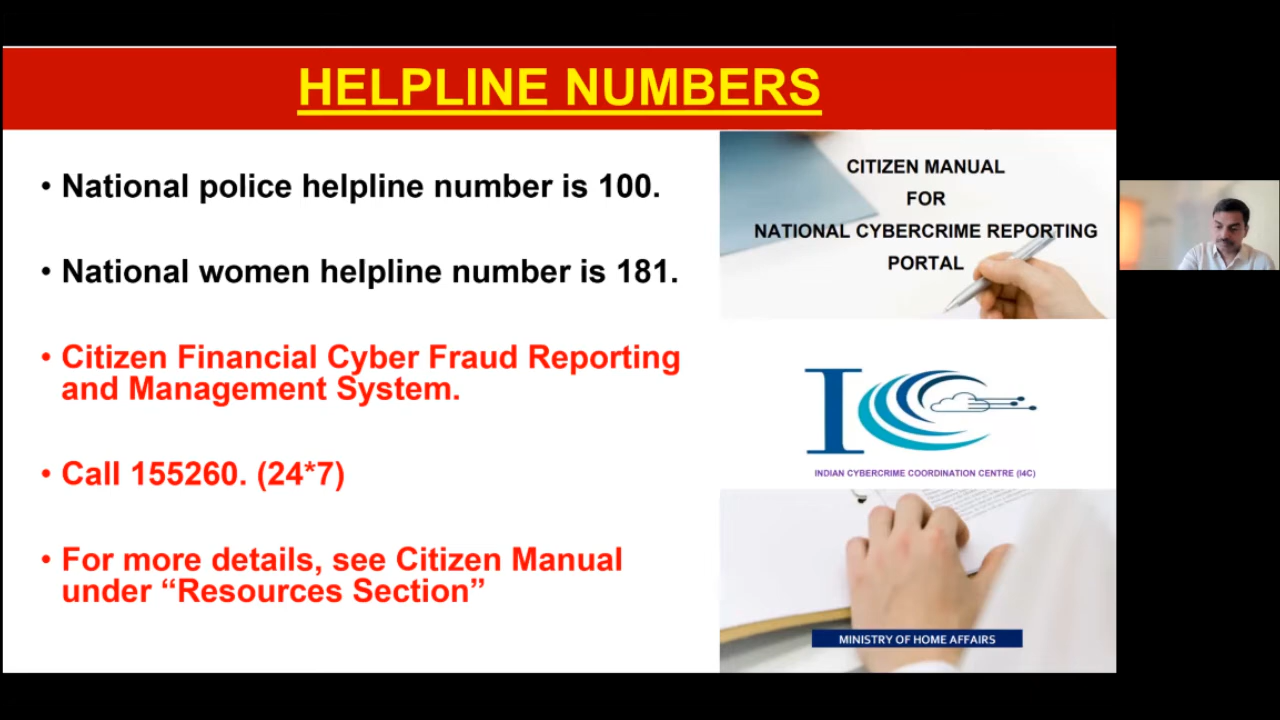 HELPLINE NUMBERS
• National police helpline number is 100.
• National women helpline number is 181.
• Citizen Financial Cyber Fraud Reporting
and Management System.
• Call 155260. (24*7)
• For more details, see Citizen Manual
under “Resources Section”
CITIZEN MANUAL
FOR
NATIONAL CYBERCRIME REPORTING
PORTAL
INDIAN CYBERCRIME COORDINATION CENTRE (I4C)
MINISTRY OF HOME AFFAIRS